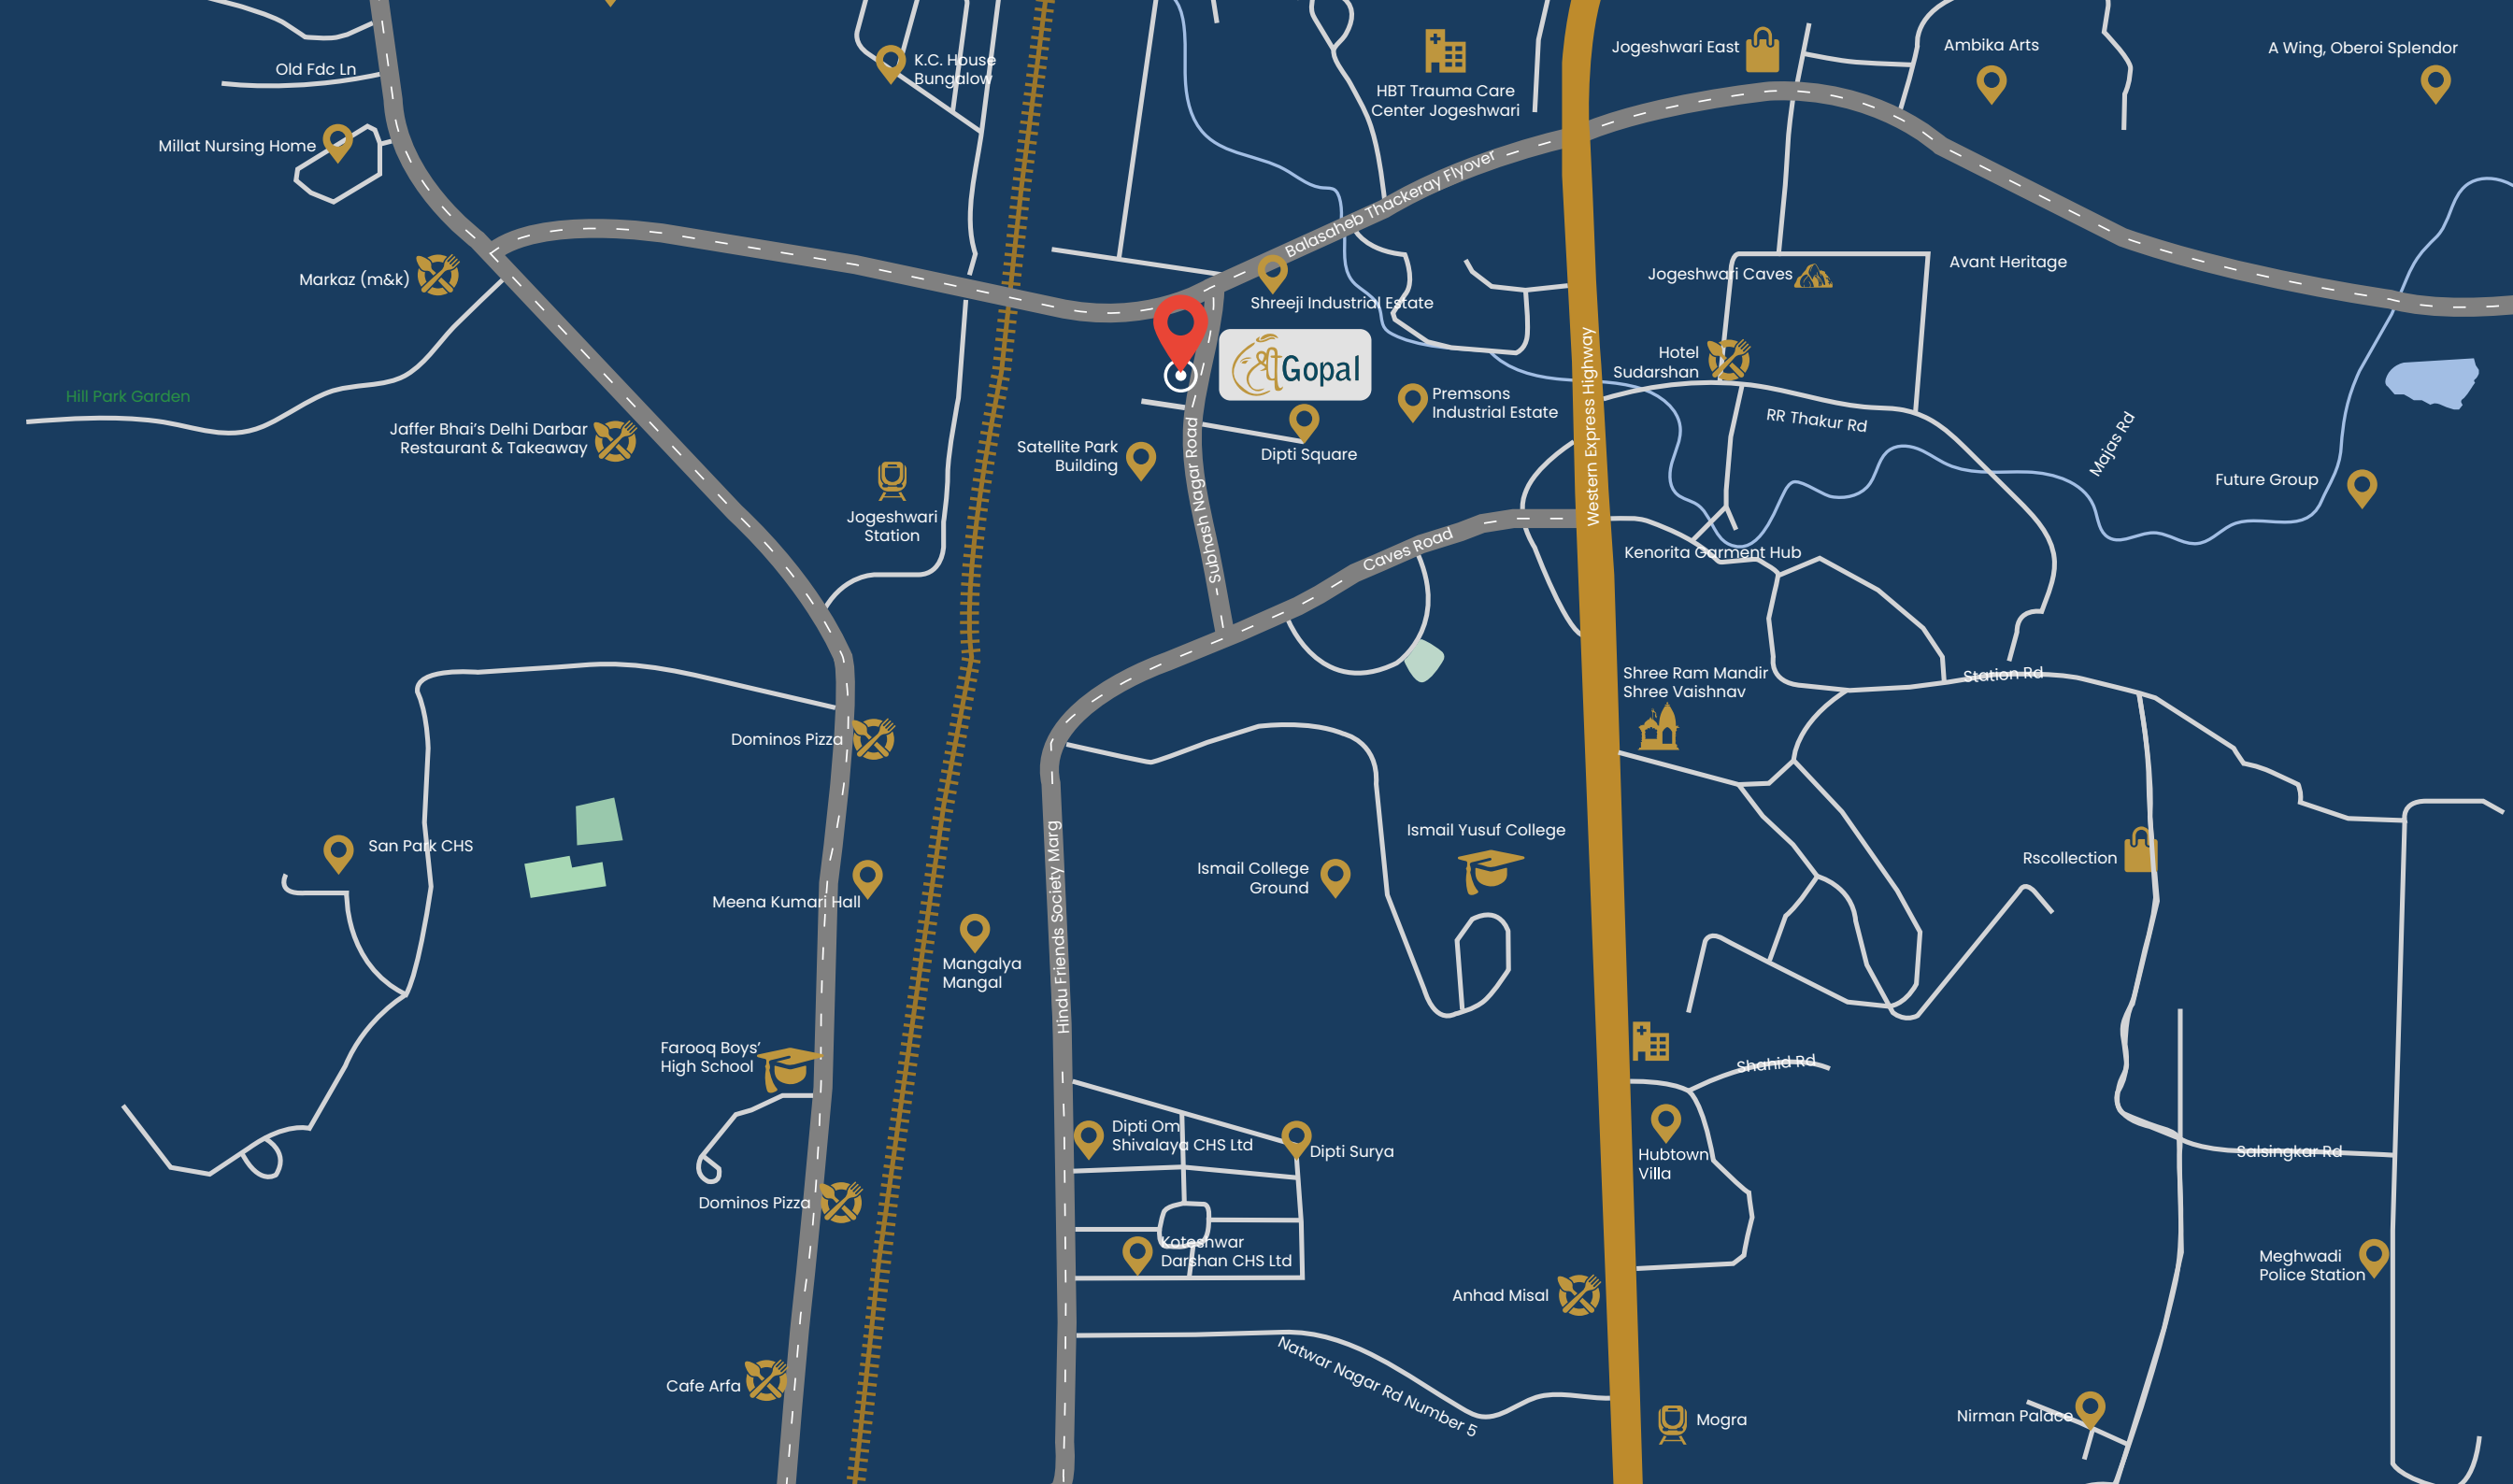 Old Fdc Ln
K.C. House
Bungalow
HBT Trauma Care
Center Jogeshwari
Jogeshwari East
Ambika Arts
A Wing, Oberoi Splendor
Millat Nursing Home
Balasaheb Thackeray Flyover
Markaz (m&k)
Shreeji Industrial Estate
Jogeshwari Caves
Avant Heritage
श्री Gopal
Hotel
Sudarshan
Hill Park Garden
Premsons
Industrial Estate
Western Express Highway
RR Thakur Rd
Majas Rd
Jaffer Bhai’s Delhi Darbar
Restaurant & Takeaway
Satellite Park
Building
Subhash Nagar Road
Dipti Square
Future Group
Jogeshwari
Station
Caves Road
Kenorita Garment Hub
Shree Ram Mandir
Shree Vaishnav
Station Rd
Dominos Pizza
San Park CHS
Hindu Friends Society Marg
Ismail Yusuf College
Ismail College
Ground
Rscollection
Meena Kumari Hall
Mangalya
Mangal
Farooq Boys’
High School
Shahid Rd
Dipti Om
Shivalaya CHS Ltd
Dipti Surya
Hubtown
Villa
Salsingkar Rd
Dominos Pizza
Koteshwar
Darshan CHS Ltd
Meghwadi
Police Station
Anhad Misal
Natwar Nagar Rd Number 5
Cafe Arfa
Mogra
Nirman Palace